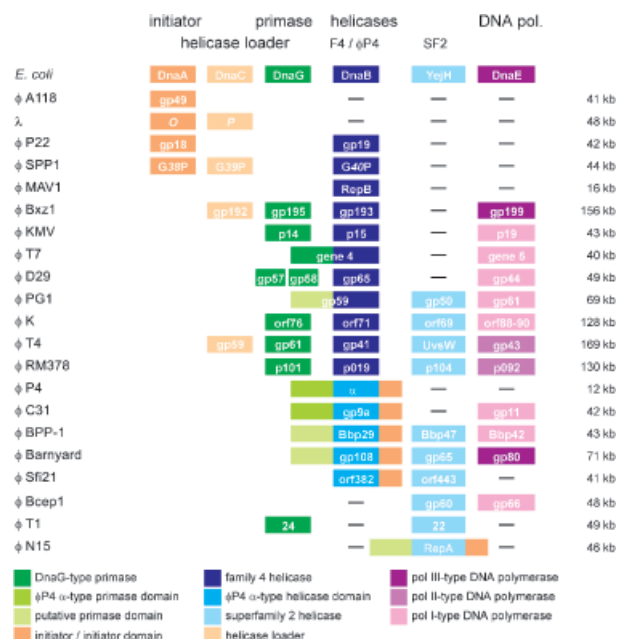 initiator primase helicases DNA pol.
helicase loader F4 / ϕP4 SF2
E. coli DnaA DnaC DnaG DnaB YejH DnaE
ϕ A118 gp49 — — — 41 kb
λ O P — — — 48 kb
ϕ P22 gp18 gp19 — — 42 kb
ϕ SPP1 G38P G39P G40P — — 44 kb
ϕ MAV1 RepB — — 16 kb
ϕ Bxz1 gp192 gp195 gp193 — gp199 156 kb
ϕ KMV p14 p15 — p19 43 kb
ϕ T7 gene 4 — gene 5 40 kb
ϕ D29 gp57 gp58 gp65 — gp44 49 kb
ϕ PG1 gp59 gp50 gp61 69 kb
ϕ K orf76 orf71 orf69 orf88-90 128 kb
ϕ T4 gp59 gp61 gp41 UvsW gp43 169 kb
ϕ RM378 p101 p019 p104 p092 130 kb
ϕ P4 α — — 12 kb
ϕ C31 gp9a — gp11 42 kb
ϕ BPP-1 Bbp29 Bbp47 Bbp42 43 kb
ϕ Barnyard gp108 gp65 gp80 71 kb
ϕ Sfi21 orf382 orf443 — 41 kb
ϕ Bcep1 — gp60 gp66 48 kb
ϕ T1 24 — 22 — 49 kb
ϕ N15 — RepA — 46 kb
DnaG-type primase family 4 helicase pol III-type DNA polymerase
ϕP4 α-type primase domain ϕP4 α-type helicase domain pol II-type DNA polymerase
putative primase domain superfamily 2 helicase pol I-type DNA polymerase
initiator / initiator domain helicase loader